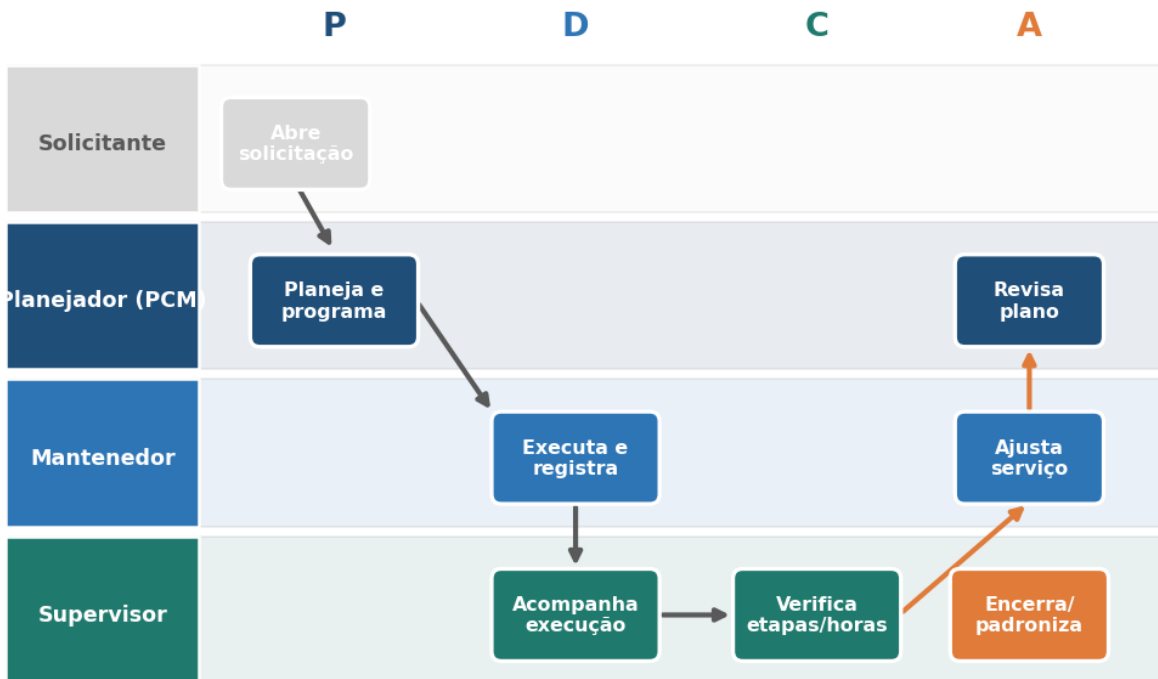 P D C A
Solicitante
Abre
solicitação
Planejador (PCM)
Planeja e
programa
Revisa
plano
Mantenedor
Executa e
registra
Ajusta
serviço
Supervisor
Acompanha
execução
Verifica
etapas/horas
Encerra/
padroniza